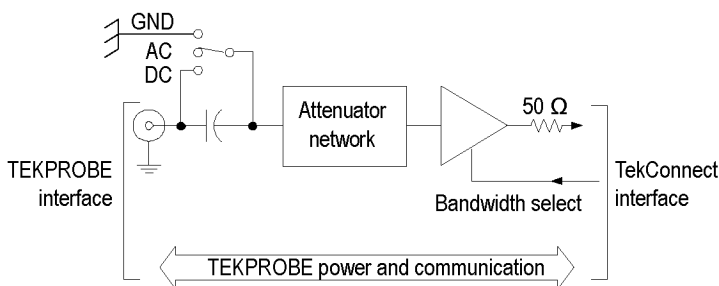 GND
AC
DC
Attenuator
network
50 Ω
TEKPROBE
interface
TekConnect
interface
Bandwidth select
TEKPROBE power and communication